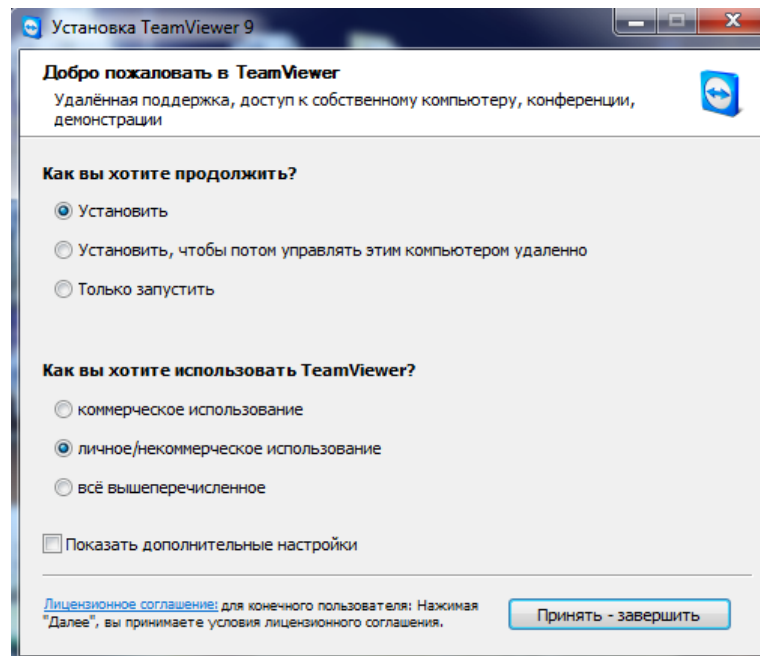 Установка TeamViewer 9
Добро пожаловать в TeamViewer
Удалённая поддержка, доступ к собственному компьютеру, конференции,
демонстрации
Как вы хотите продолжить?
Установить
Установить, чтобы потом управлять этим компьютером удаленно
Только запустить
Как вы хотите использовать TeamViewer?
коммерческое использование
личное/некоммерческое использование
всё вышеперечисленное
Показать дополнительные настройки
Лицензионное соглашение: для конечного пользователя: Нажимая
"Далее", вы принимаете условия лицензионного соглашения.
Принять - завершить